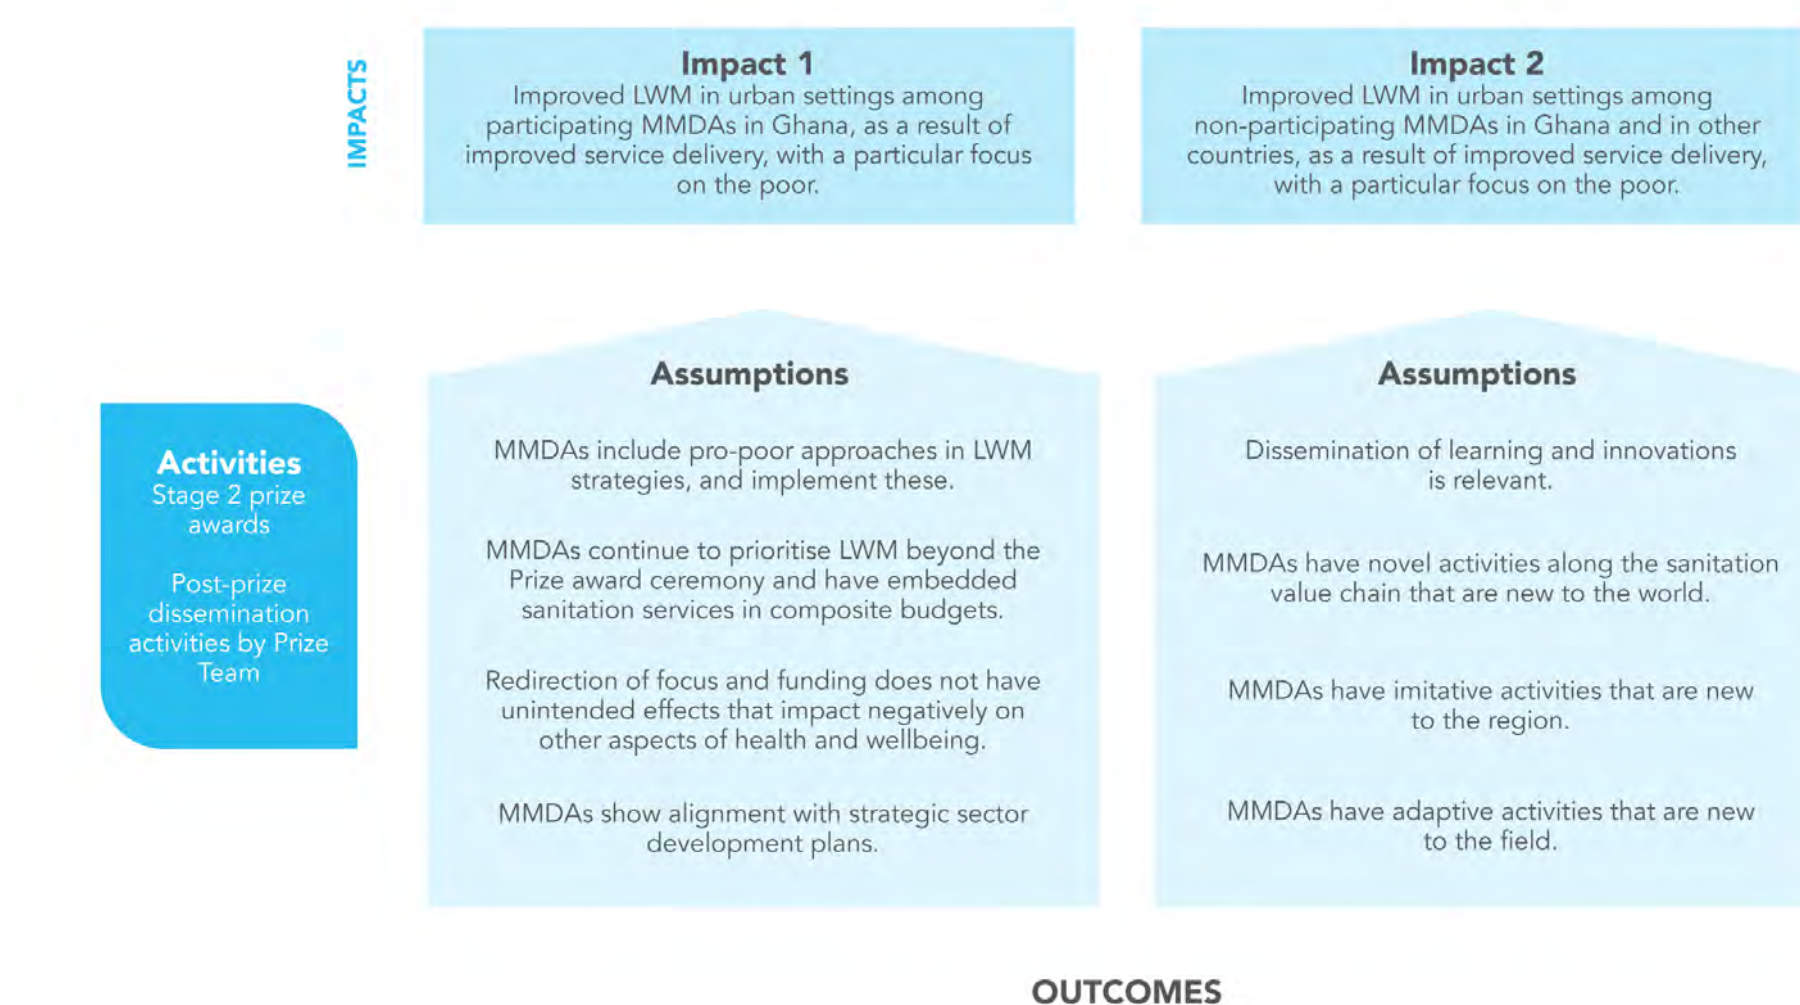 IMPACTS
Impact 1
Improved LWM in urban settings among
participating MMDAs in Ghana, as a result of
improved service delivery, with a particular focus
on the poor.
Impact 2
Improved LWM in urban settings among
non-participating MMDAs in Ghana and in other
countries, as a result of improved service delivery,
with a particular focus on the poor.
Activities
Stage 2 prize
awards
Post-prize
dissemination
activities by Prize
Team
Assumptions
MMDAs include pro-poor approaches in LWM
strategies, and implement these.
MMDAs continue to prioritise LWM beyond the
Prize award ceremony and have embedded
sanitation services in composite budgets.
Redirection of focus and funding does not have
unintended effects that impact negatively on
other aspects of health and wellbeing.
MMDAs show alignment with strategic sector
development plans.
Assumptions
Dissemination of learning and innovations
is relevant.
MMDAs have novel activities along the sanitation
value chain that are new to the world.
MMDAs have imitative activities that are new
to the region.
MMDAs have adaptive activities that are new
to the field.
OUTCOMES